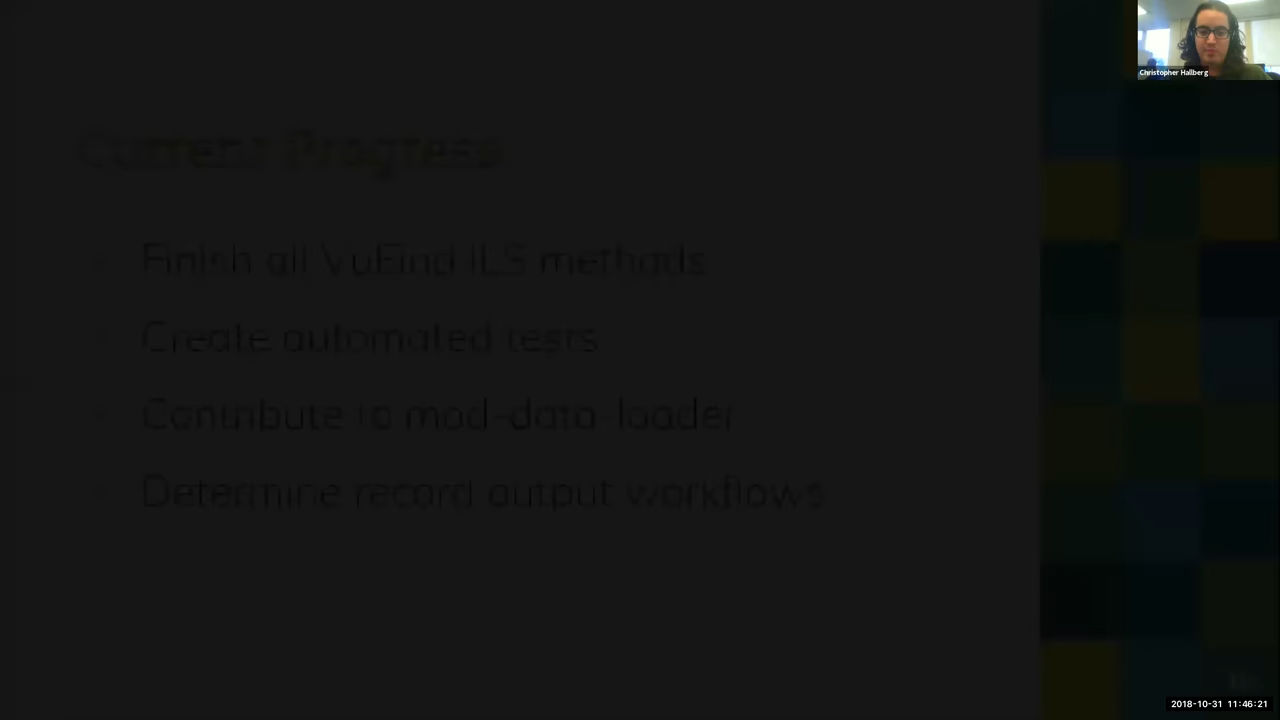 Christopher Hallberg
Current Progress
Finish all VuFind ILS methods
Create automated tests
Contribute to mod-data-loader
Determine record output workflows
2018-10-31 11:46:21